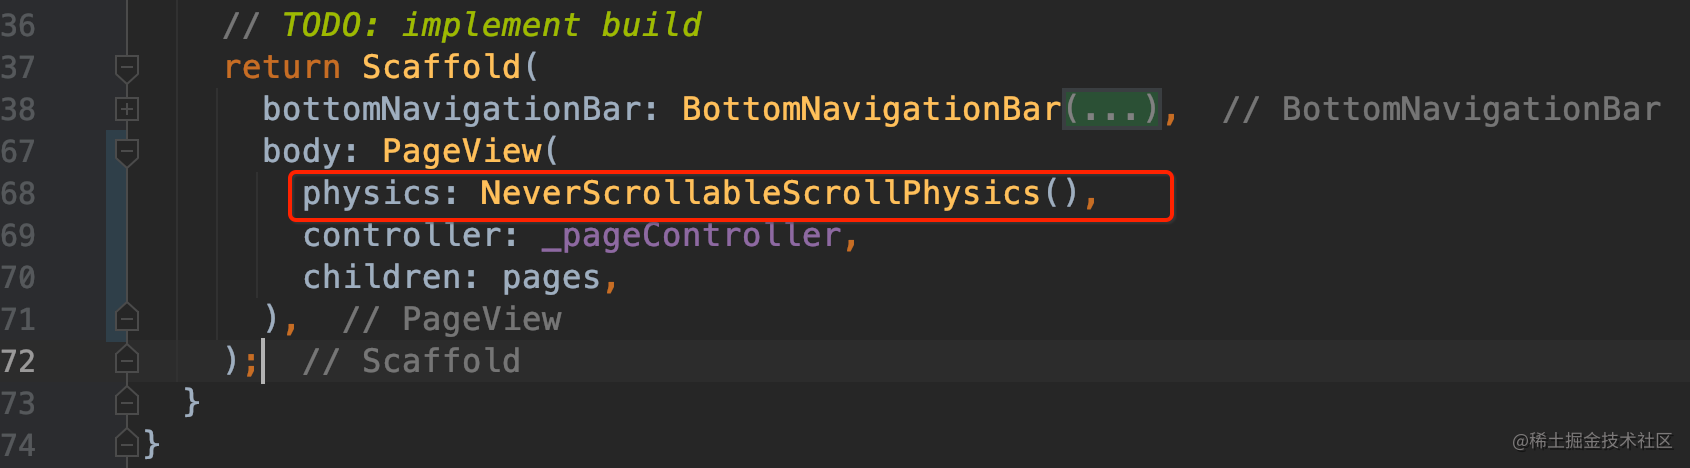 36 // TODO: implement build
37 return Scaffold(
38 bottomNavigationBar: BottomNavigationBar(...), // BottomNavigationBar
67 body: PageView(
68 physics: NeverScrollableScrollPhysics(),
69 controller: _pageController,
70 children: pages,
71 ), // PageView
72 ); // Scaffold
73 }
74 }
@稀土掘金技术社区